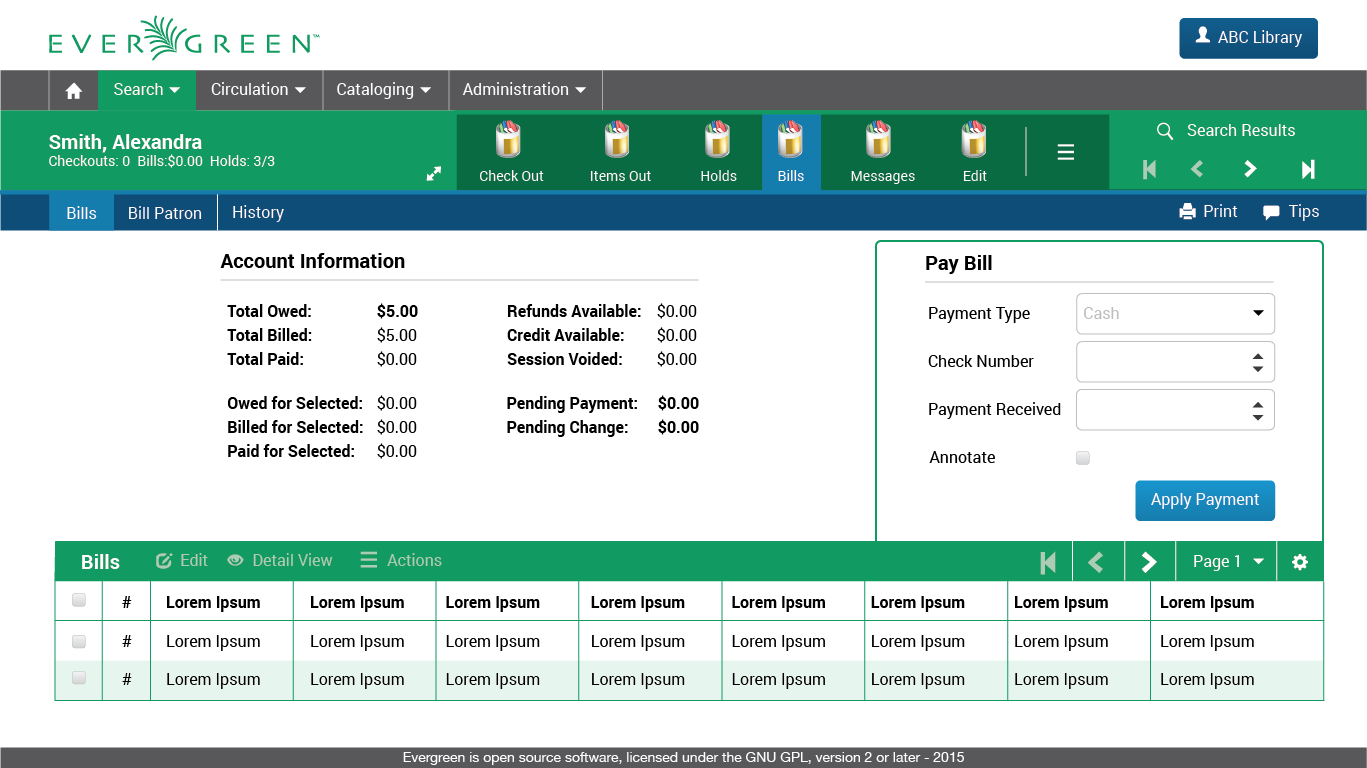 EVERGREEN™
ABC Library
Search Circulation Cataloging Administration
Smith, Alexandra
Checkouts: 0 Bills:$0.00 Holds: 3/3
Check Out Items Out Holds Bills Messages Edit
Search Results
Bills Bill Patron History Print Tips
Account Information
Total Owed: $5.00 Refunds Available: $0.00
Total Billed: $5.00 Credit Available: $0.00
Total Paid: $0.00 Session Voided: $0.00
Owed for Selected: $0.00 Pending Payment: $0.00
Billed for Selected: $0.00 Pending Change: $0.00
Paid for Selected: $0.00
Pay Bill
Payment Type Cash
Check Number
Payment Received
Annotate
Apply Payment
Bills Edit Detail View Actions Page 1
# Lorem Ipsum Lorem Ipsum Lorem Ipsum Lorem Ipsum Lorem Ipsum Lorem Ipsum Lorem Ipsum Lorem Ipsum
# Lorem Ipsum Lorem Ipsum Lorem Ipsum Lorem Ipsum Lorem Ipsum Lorem Ipsum Lorem Ipsum Lorem Ipsum
# Lorem Ipsum Lorem Ipsum Lorem Ipsum Lorem Ipsum Lorem Ipsum Lorem Ipsum Lorem Ipsum Lorem Ipsum
Evergreen is open source software, licensed under the GNU GPL, version 2 or later - 2015